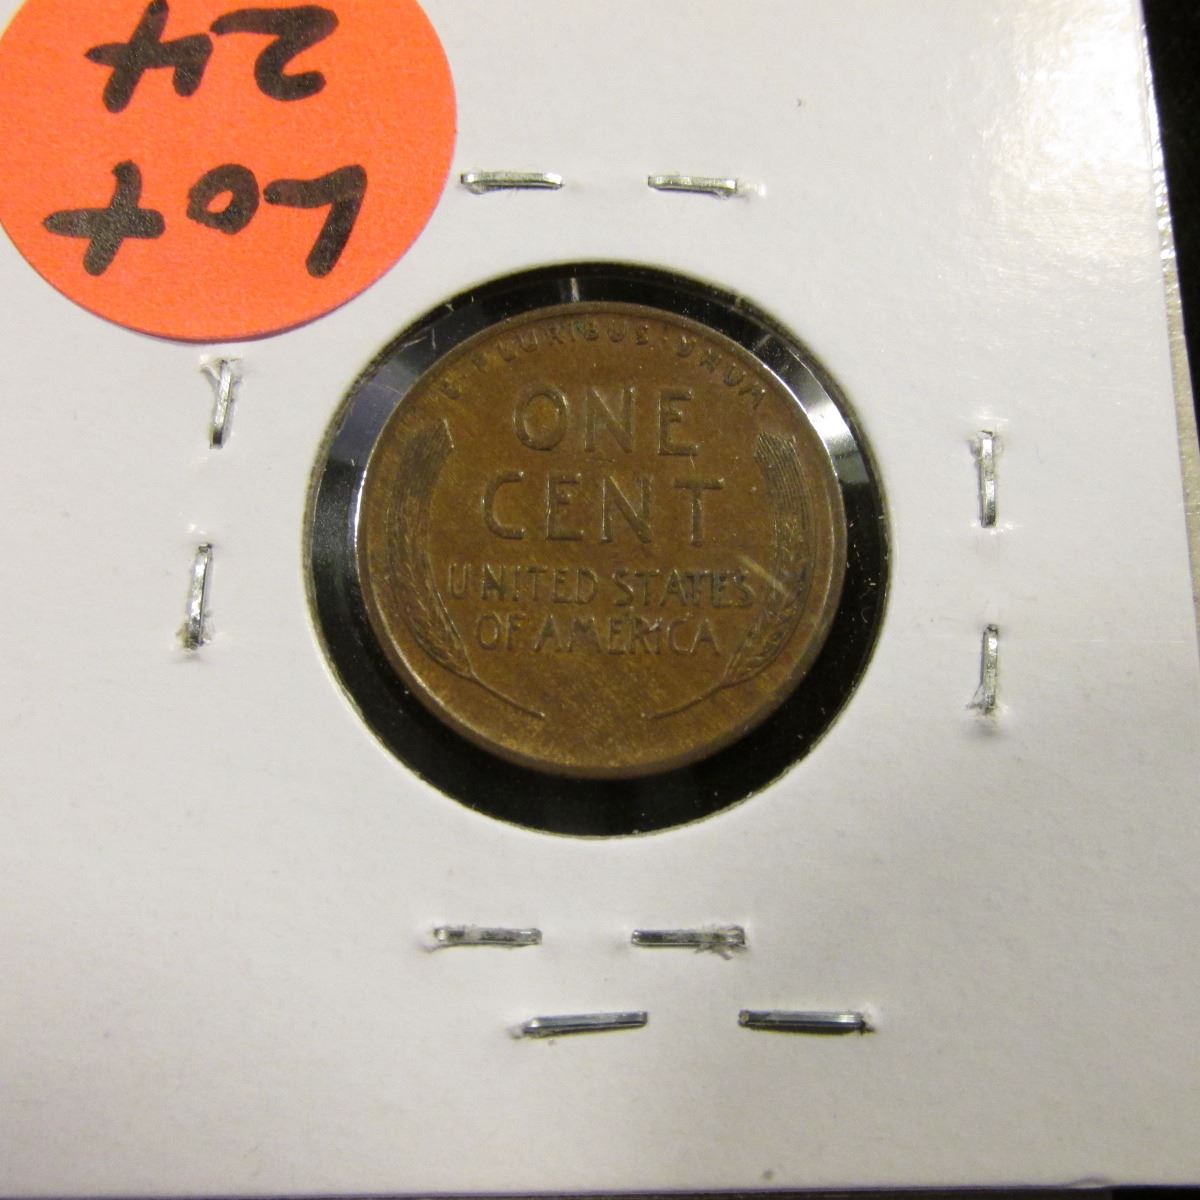 LOT
24
E·PLURIBUS·UNUM
ONE
CENT
UNITED STATES
OF AMERICA